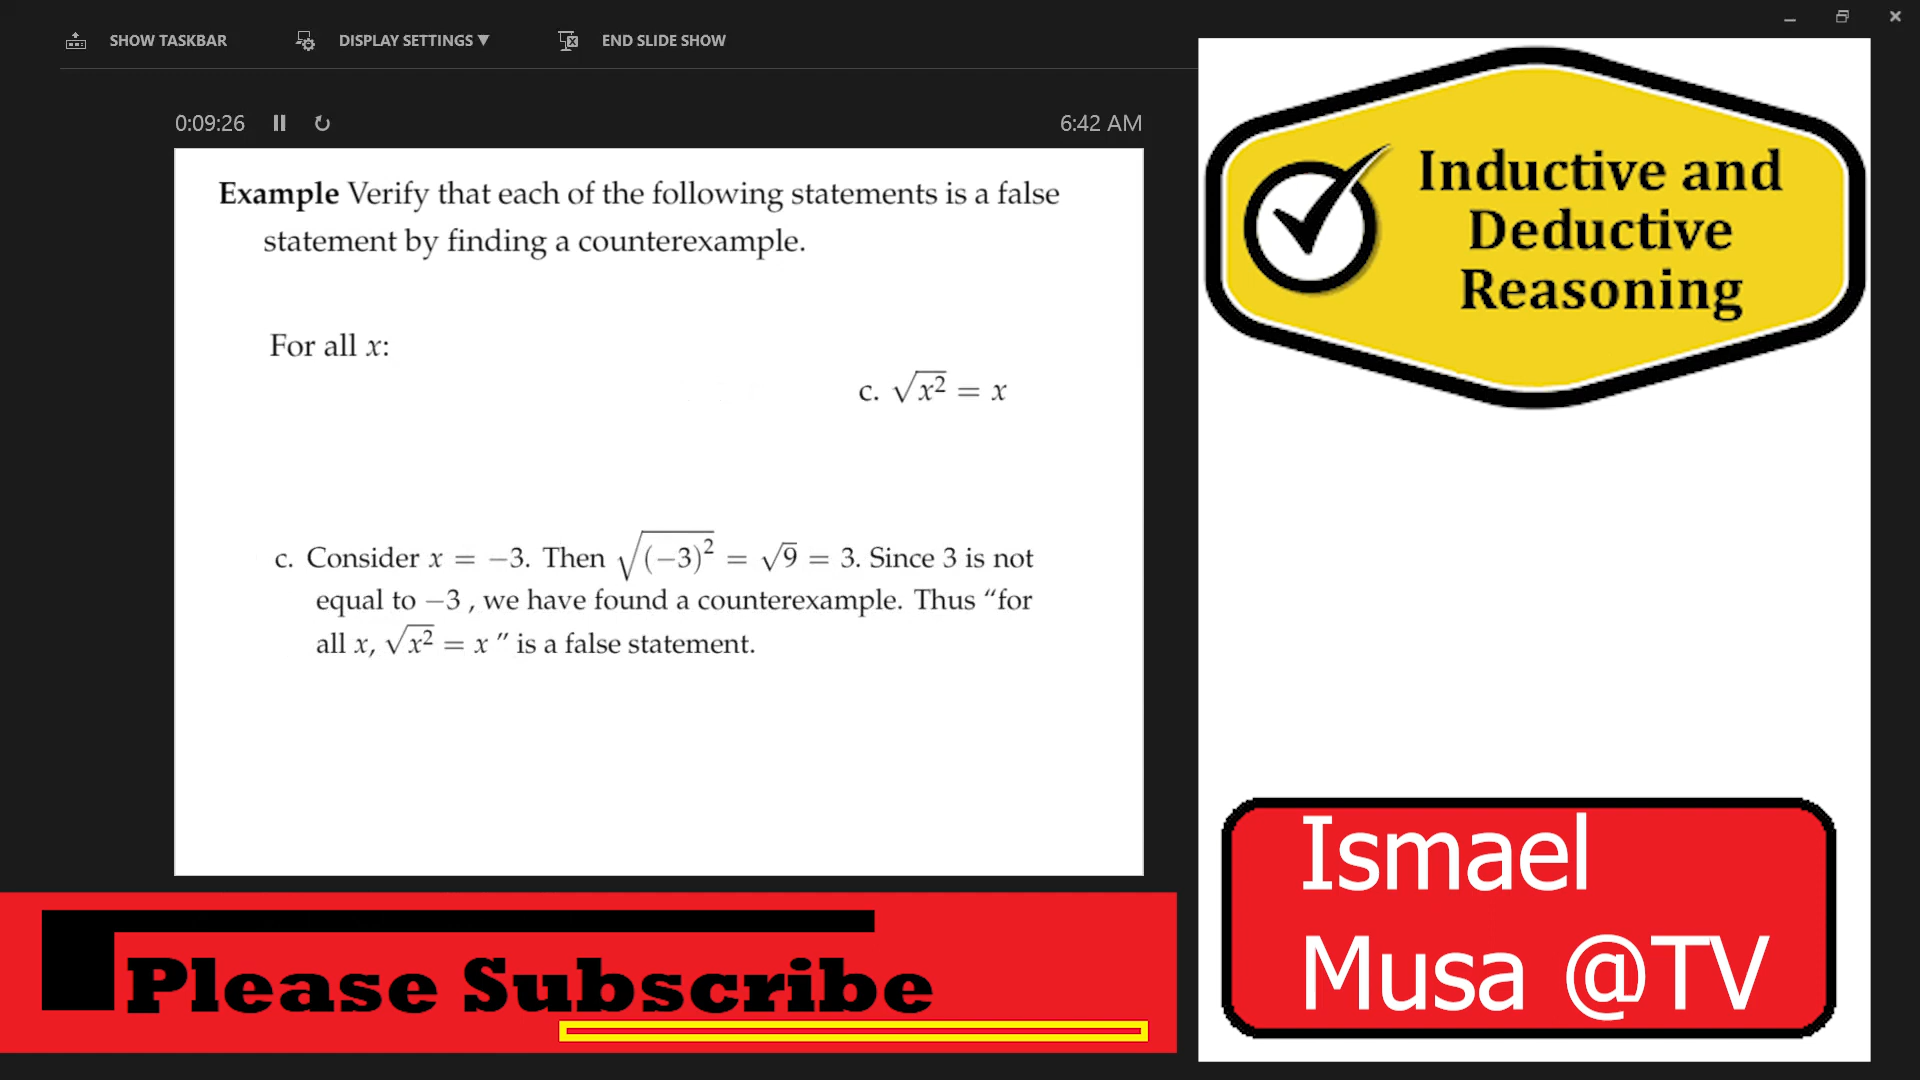 SHOW TASKBAR DISPLAY SETTINGS ▼ END SLIDE SHOW
0:09:26 6:42 AM
Example Verify that each of the following statements is a false
statement by finding a counterexample.
For all x:
c. √x² = x
c. Consider x = −3. Then √(−3)² = √9 = 3. Since 3 is not
equal to −3 , we have found a counterexample. Thus “for
all x, √x² = x ” is a false statement.
Inductive and
Deductive
Reasoning
Please Subscribe
Ismael
Musa @TV